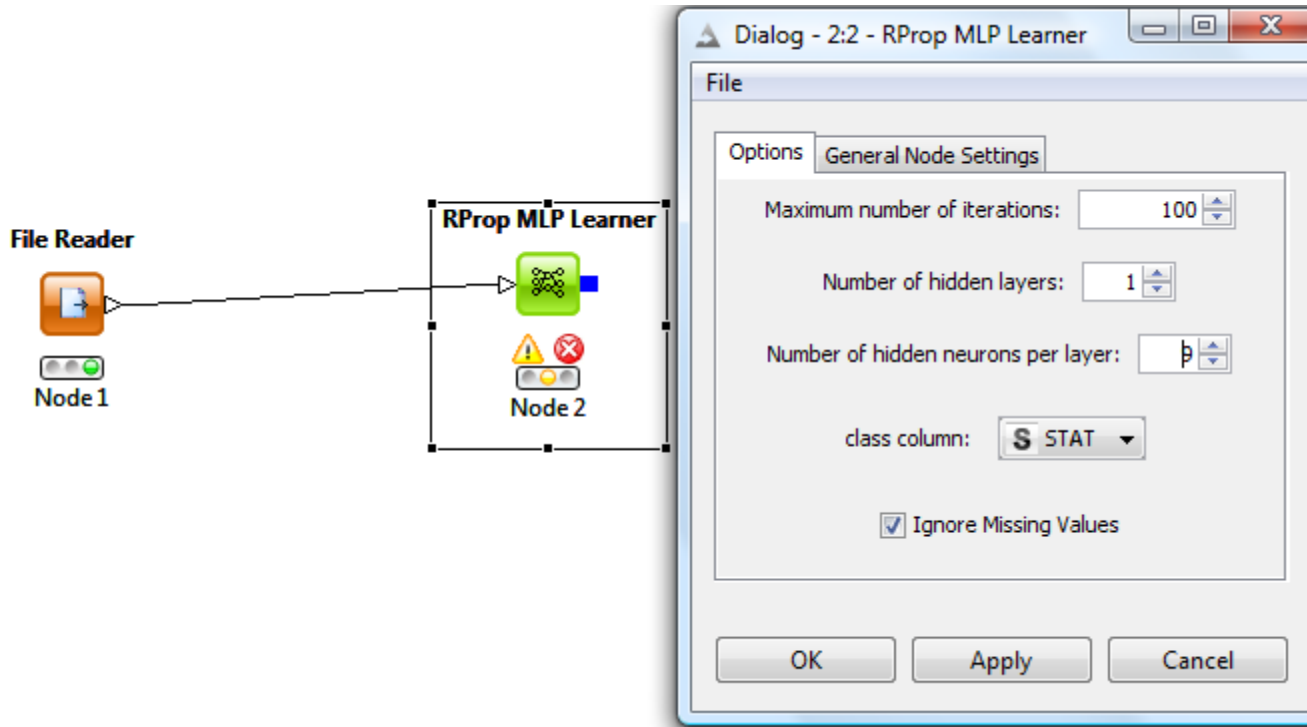 File Reader
Node 1
RProp MLP Learner
Node 2
Dialog - 2:2 - RProp MLP Learner
File
Options
General Node Settings
Maximum number of iterations: 100
Number of hidden layers: 1
Number of hidden neurons per layer: 9
class column: S STAT
Ignore Missing Values
OK
Apply
Cancel